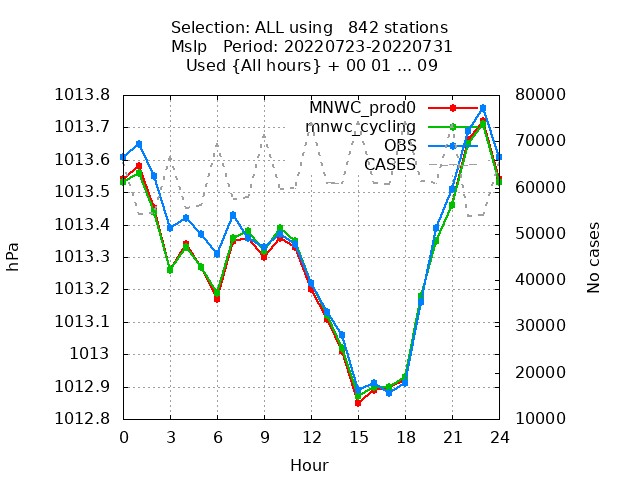 Selection: ALL using   842 stations
Mslp   Period: 20220723-20220731
Used {All hours} + 00 01 ... 09
MNWC_prod0
mnwc_cycling
OBS
CASES
hPa
1013.8
1013.7
1013.6
1013.5
1013.4
1013.3
1013.2
1013.1
1013
1012.9
1012.8
80000
70000
60000
50000
40000
30000
20000
10000
No cases
0 3 6 9 12 15 18 21 24
Hour